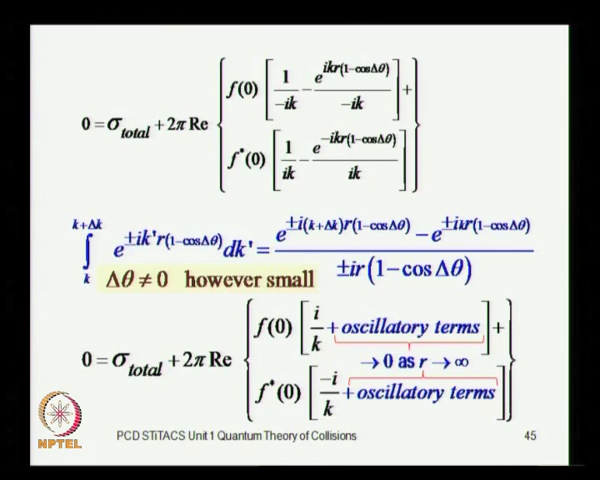 0 = σ_total + 2π Re { f(0) [ 1/(-ik) - e^{ikr(1-cosΔθ)}/(-ik) ] +
f*(0) [ 1/(ik) - e^{-ikr(1-cosΔθ)}/(ik) ] }
∫_k^{k+Δk} e^{±ik'r(1-cosΔθ)} dk' = (e^{±i(k+Δk)r(1-cosΔθ)} - e^{±ikr(1-cosΔθ)}) / (±ir(1-cosΔθ))
Δθ ≠ 0 however small
0 = σ_total + 2π Re { f(0) [ i/k + oscillatory terms ] +
→ 0 as r → ∞
f*(0) [ -i/k + oscillatory terms ] }
NPTEL
PCD STiTACS Unit 1 Quantum Theory of Collisions
45